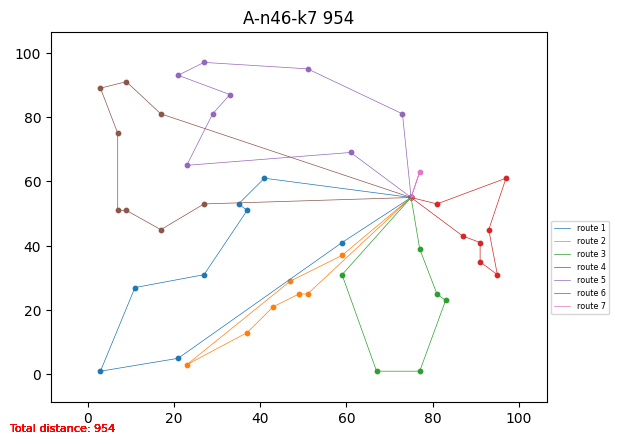 A-n46-k7 954
100
80
60
40
20
0
0 20 40 60 80 100
route 1
route 2
route 3
route 4
route 5
route 6
route 7
Total distance: 954